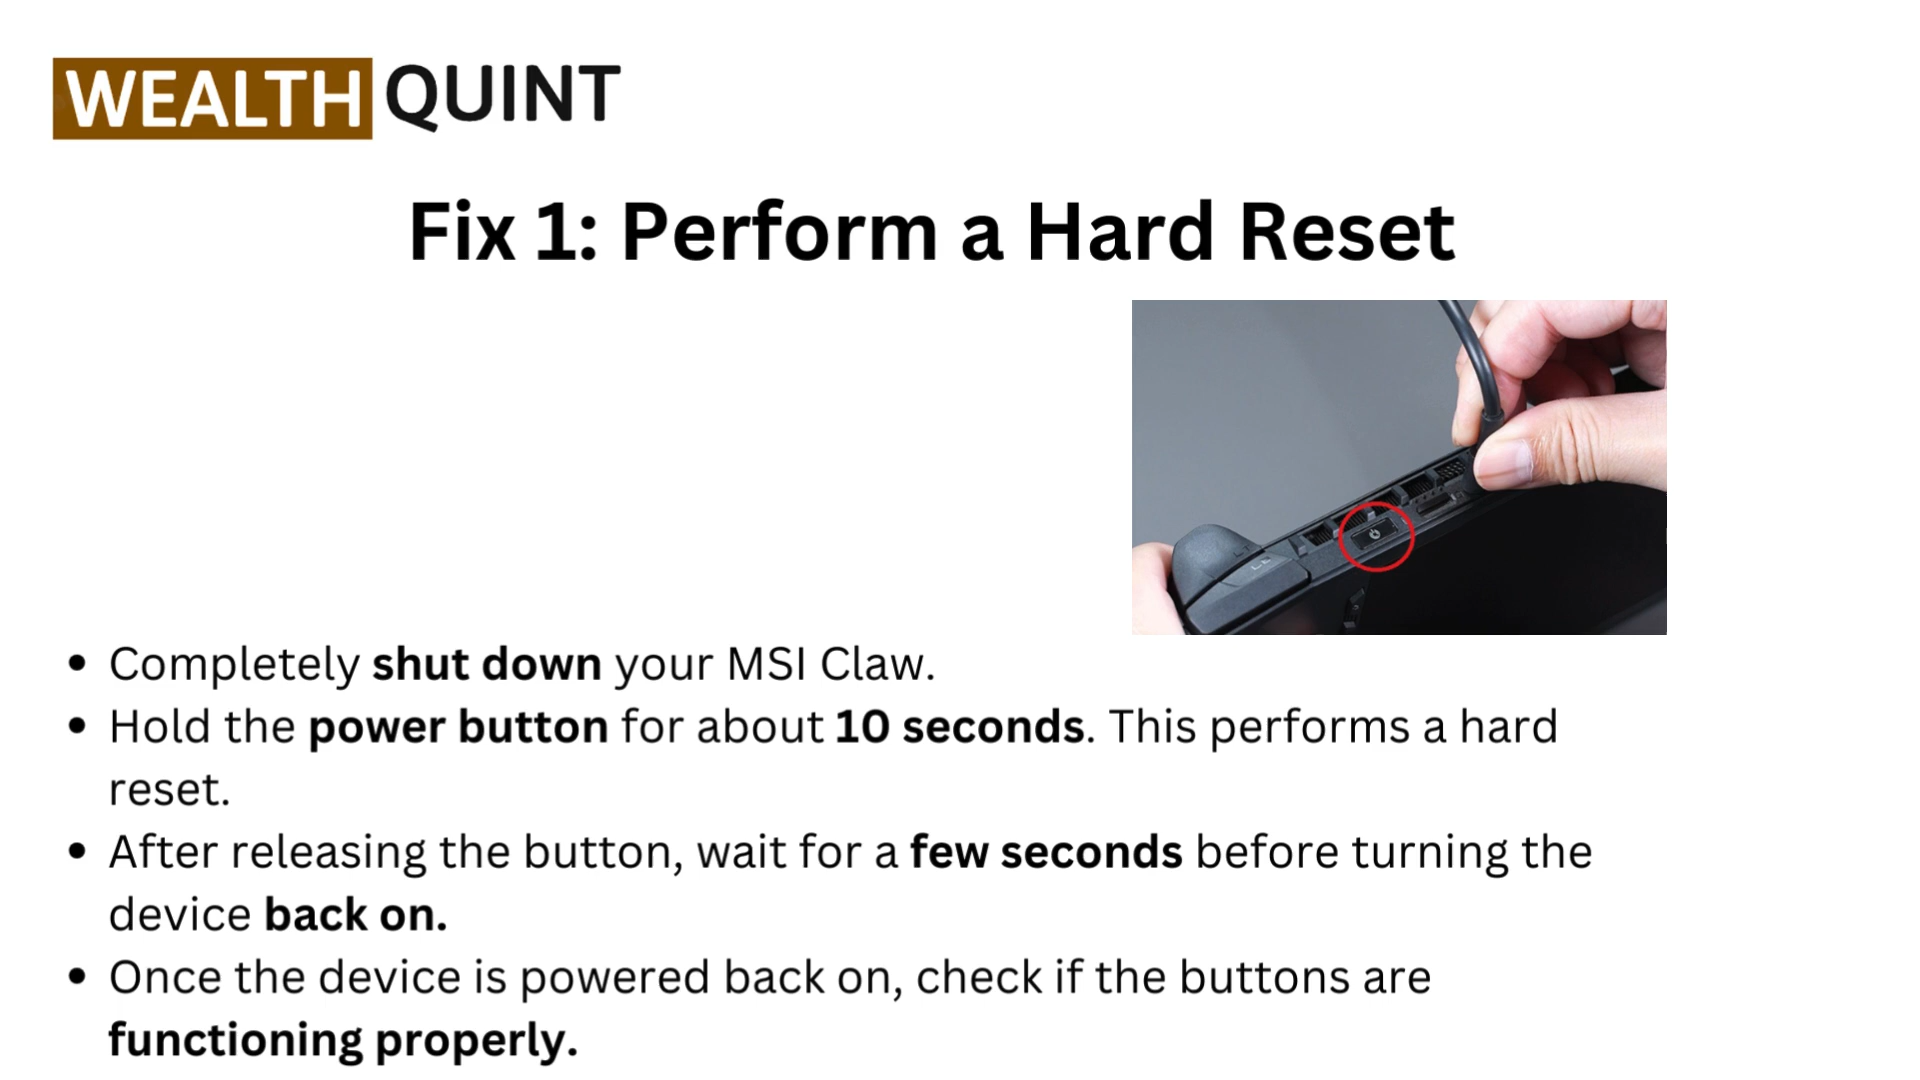 WEALTH QUINT
Fix 1: Perform a Hard Reset
• Completely shut down your MSI Claw.
• Hold the power button for about 10 seconds. This performs a hard
reset.
• After releasing the button, wait for a few seconds before turning the
device back on.
• Once the device is powered back on, check if the buttons are
functioning properly.